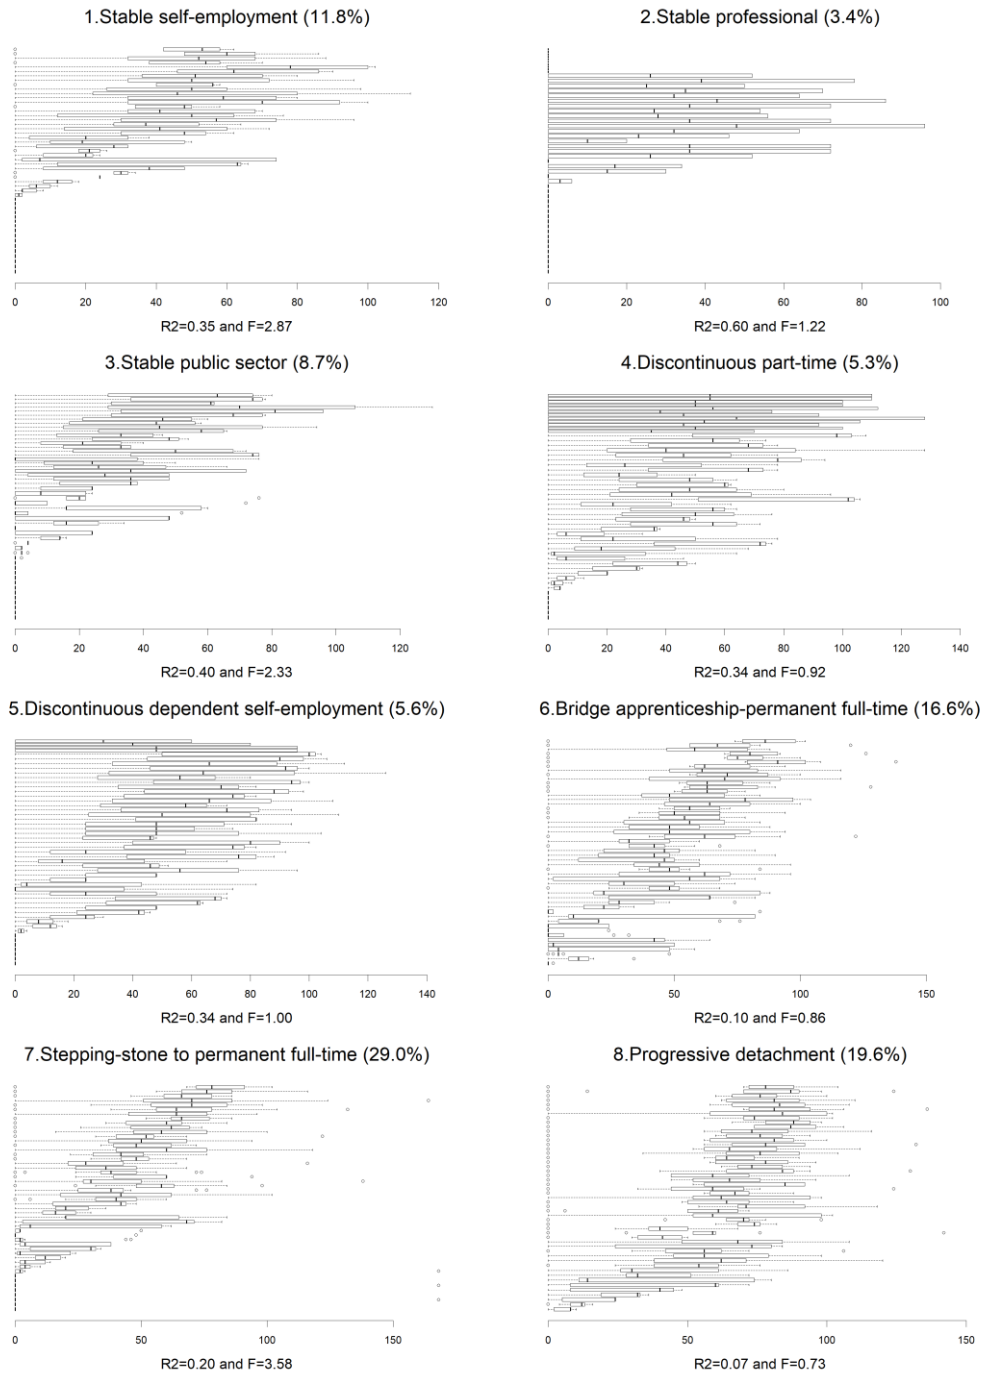 1.Stable self-employment (11.8%)
0 20 40 60 80 100 120
R2=0.35 and F=2.87
2.Stable professional (3.4%)
0 20 40 60 80 100
R2=0.60 and F=1.22
3.Stable public sector (8.7%)
0 20 40 60 80 100 120
R2=0.40 and F=2.33
4.Discontinuous part-time (5.3%)
0 20 40 60 80 100 120 140
R2=0.34 and F=0.92
5.Discontinuous dependent self-employment (5.6%)
0 20 40 60 80 100 120 140
R2=0.34 and F=1.00
6.Bridge apprenticeship-permanent full-time (16.6%)
0 50 100 150
R2=0.10 and F=0.86
7.Stepping-stone to permanent full-time (29.0%)
0 50 100 150
R2=0.20 and F=3.58
8.Progressive detachment (19.6%)
0 50 100 150
R2=0.07 and F=0.73